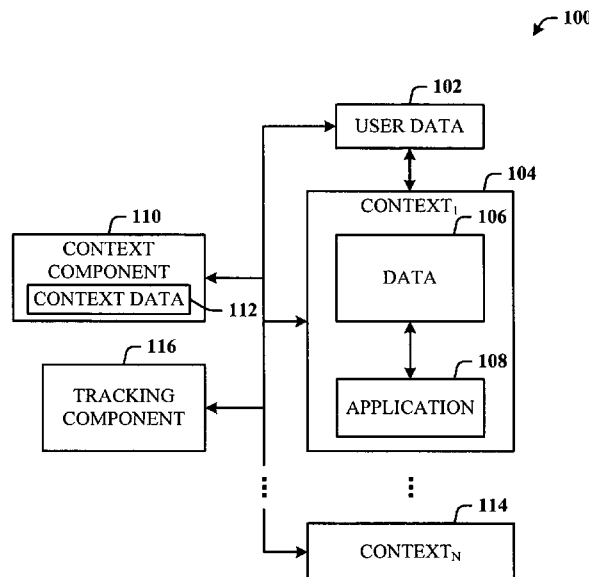 100
102
USER DATA
104
CONTEXT1
106
DATA
108
APPLICATION
110
CONTEXT
COMPONENT
CONTEXT DATA
112
116
TRACKING
COMPONENT
114
CONTEXTN